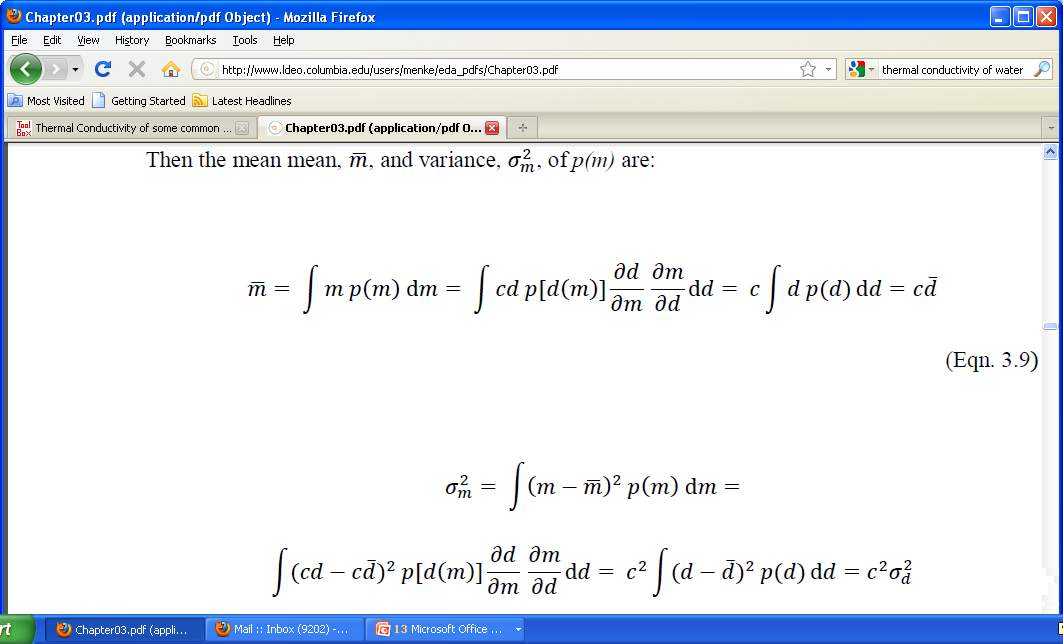 Chapter03.pdf (application/pdf Object) - Mozilla Firefox
File Edit View History Bookmarks Tools Help
http://www.ldeo.columbia.edu/users/menke/eda_pdfs/Chapter03.pdf thermal conductivity of water
Most Visited Getting Started Latest Headlines
Tool Box Thermal Conductivity of some common ... Chapter03.pdf (application/pdf O...
Then the mean mean, m̅, and variance, σ²ₘ, of p(m) are:
m̅ = ∫ m p(m) dm = ∫ cd p[d(m)] ∂d/∂m ∂m/∂d dd = c ∫ d p(d) dd = cd̄
(Eqn. 3.9)
σ²ₘ = ∫ (m − m̅)² p(m) dm =
∫ (cd − cd̄)² p[d(m)] ∂d/∂m ∂m/∂d dd = c² ∫ (d − d̄)² p(d) dd = c²σ_d²
rt Chapter03.pdf (appli... Mail :: Inbox (9202) -... 13 Microsoft Office ...